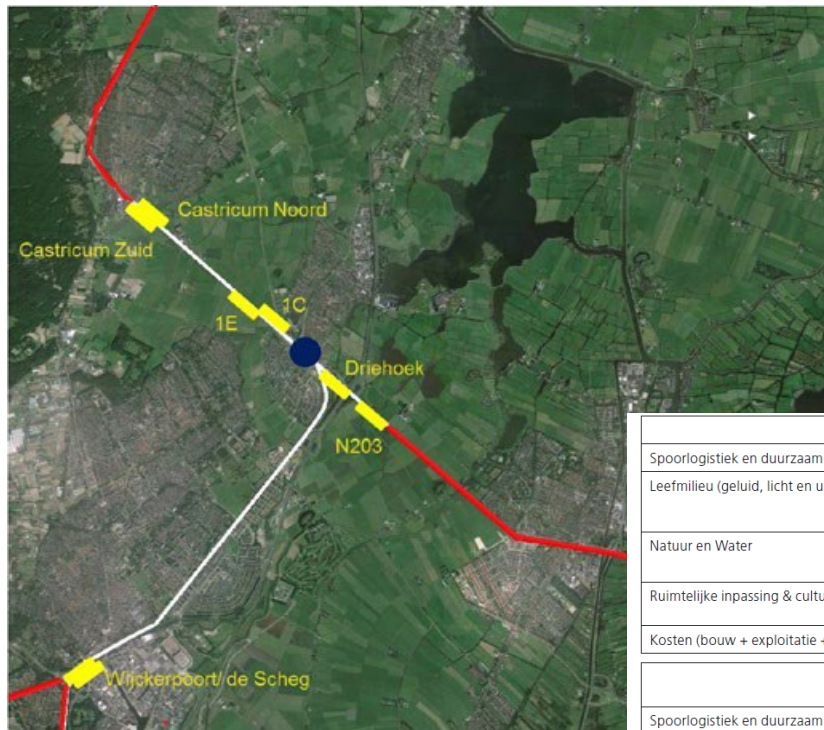 Castricum Noord
Castricum Zuid
1C
1E
Driehoek
N203
Wijckerpoort/ de Scheg
Spoorlogistiek en duurzaam
Leefmilieu (geluid, licht en
Natuur en Water
Ruimtelijke inpassing &
Kosten (bouw + exploitatie +
Spoorlogistiek en duurzaam